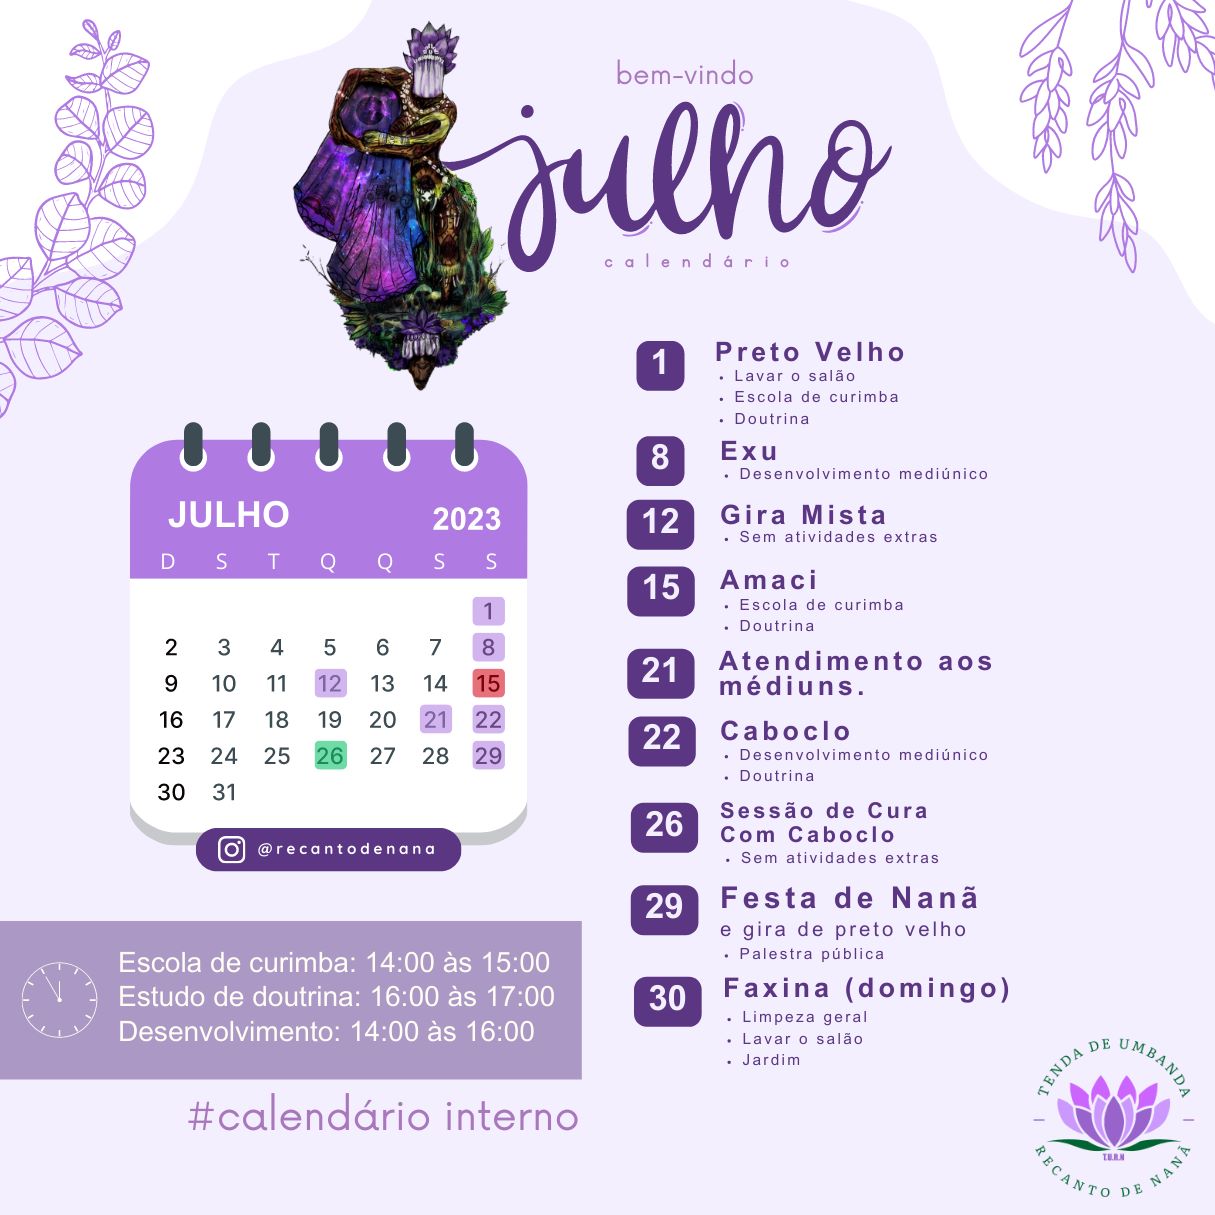 bem-vindo
julho
calendário
1
Preto Velho
• Lavar o salão
• Escola de curimba
• Doutrina
8
Exu
• Desenvolvimento mediúnico
12
Gira Mista
• Sem atividades extras
15
Amaci
• Escola de curimba
• Doutrina
21
Atendimento aos
médiuns.
22
Caboclo
• Desenvolvimento mediúnico
• Doutrina
26
Sessão de Cura
Com Caboclo
• Sem atividades extras
29
Festa de Nanã
e gira de preto velho
• Palestra pública
30
Faxina (domingo)
• Limpeza geral
• Lavar o salão
• Jardim
JULHO 2023
D S T Q Q S S
1
2 3 4 5 6 7 8
9 10 11 12 13 14 15
16 17 18 19 20 21 22
23 24 25 26 27 28 29
30 31
@recantodenana
Escola de curimba: 14:00 às 15:00
Estudo de doutrina: 16:00 às 17:00
Desenvolvimento: 14:00 às 16:00
#calendário interno
TENDA DE UMBANDA
T.U.R.N
RECANTO DE NANÃ